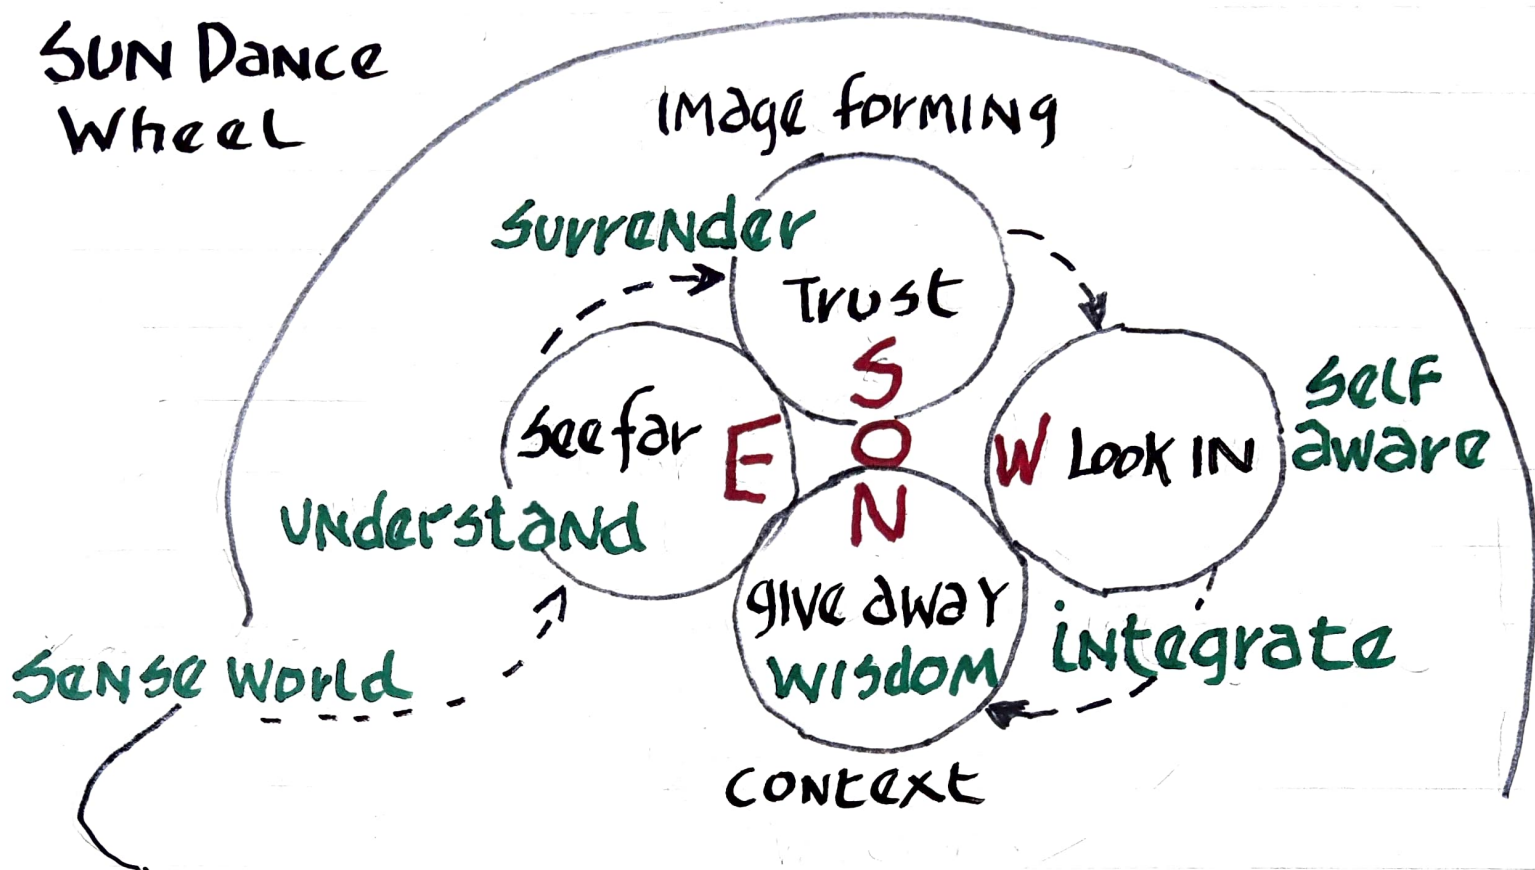 SUN DANCE
WHEEL
IMAGE FORMING
SURRENDER
TRUST
S
SEE FAR
E
O
W LOOK IN
SELF
AWARE
N
UNDERSTAND
GIVE AWAY
WISDOM
INTEGRATE
SENSE WORLD
CONTEXT